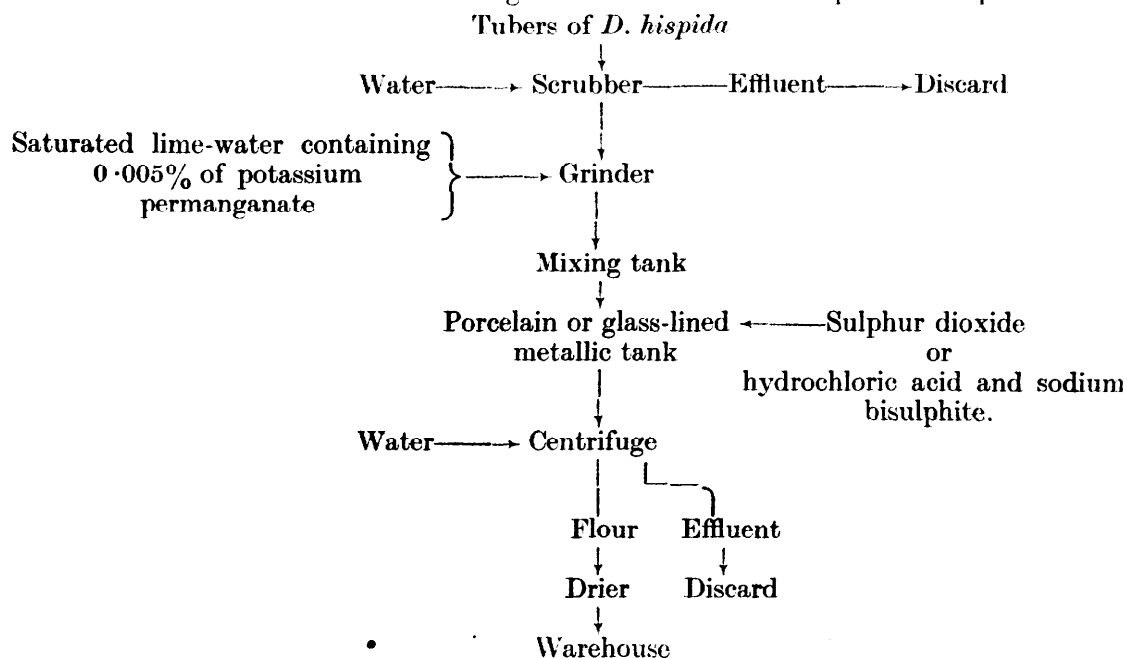 Tubers of D. hispida
Water Scrubber Effluent Discard
Saturated lime-water containing
0·005% of potassium
permanganate
Grinder
Mixing tank
Porcelain or glass-lined
metallic tank
Sulphur dioxide
or
hydrochloric acid and sodium
bisulphite.
Water Centrifuge
Flour Effluent
Drier Discard
Warehouse